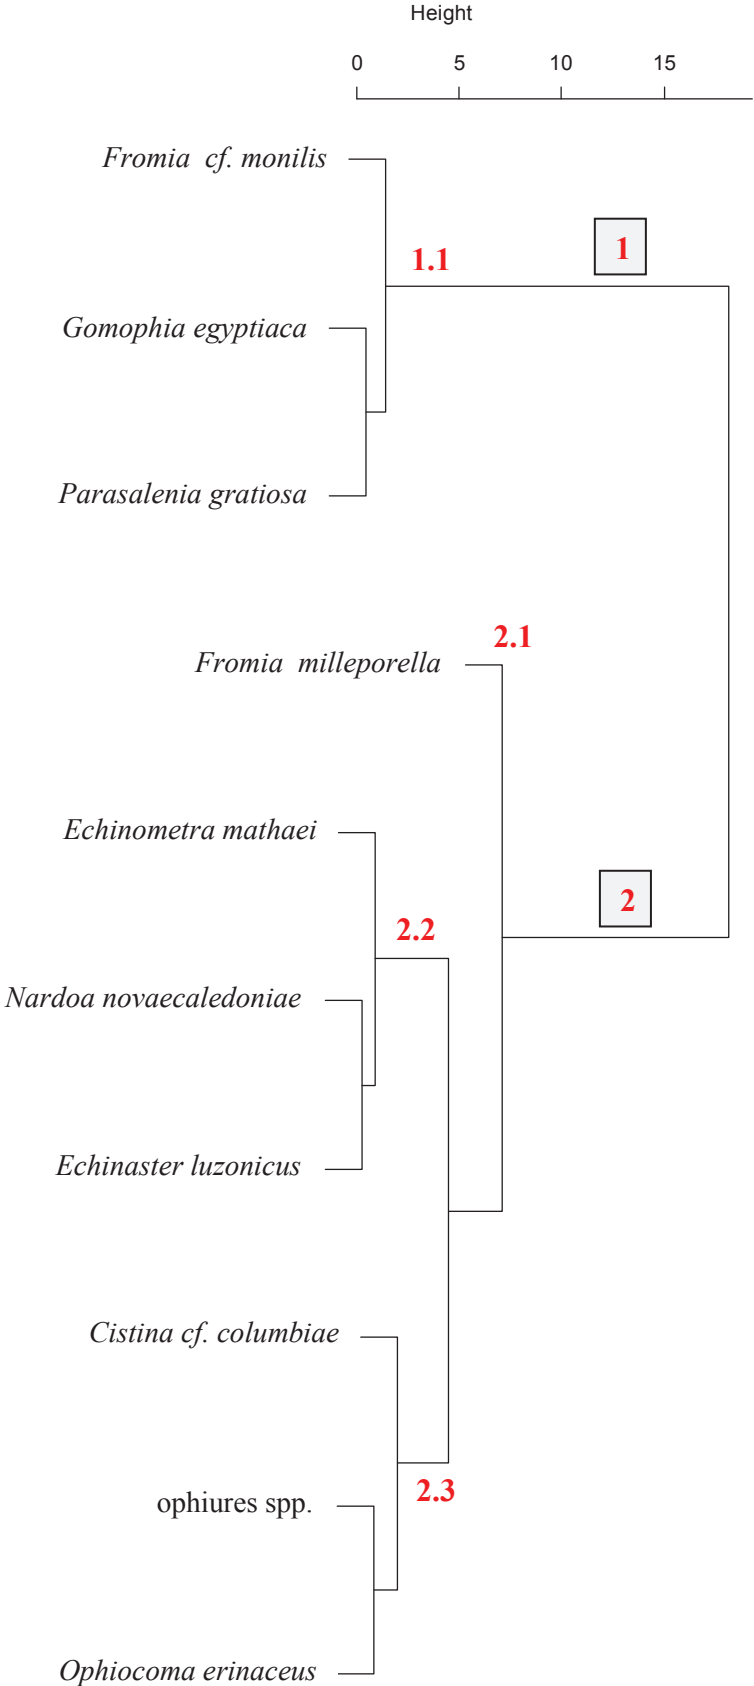 Height
0 5 10 15
Fromia cf. monilis
1.1
1
Gomophia egyptiaca
Parasalenia gratiosa
2.1
Fromia milleporella
Echinometra mathaei
2
2.2
Nardoa novaecaledoniae
Echinaster luzonicus
Cistina cf. columbiae
2.3
ophiures spp.
Ophiocoma erinaceus